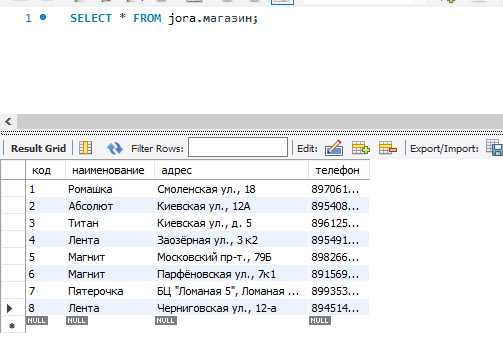 1 SELECT * FROM jora.магазин;
Result Grid Filter Rows: Edit: Export/Import:
код наименование адрес телефон
1 Ромашка Смоленская ул., 18 897061...
2 Абсолют Киевская ул., 12А 895408...
3 Титан Киевская ул., д. 5 896125...
4 Лента Заозёрная ул., 3 к2 895491...
5 Магнит Московский пр-т., 79Б 898266...
6 Магнит Парфёновская ул., 7к1 891569...
7 Пятерочка БЦ "Ломаная 5", Ломаная ... 899353...
8 Лента Черниговская ул., 12-а 894514...
NULL NULL NULL NULL